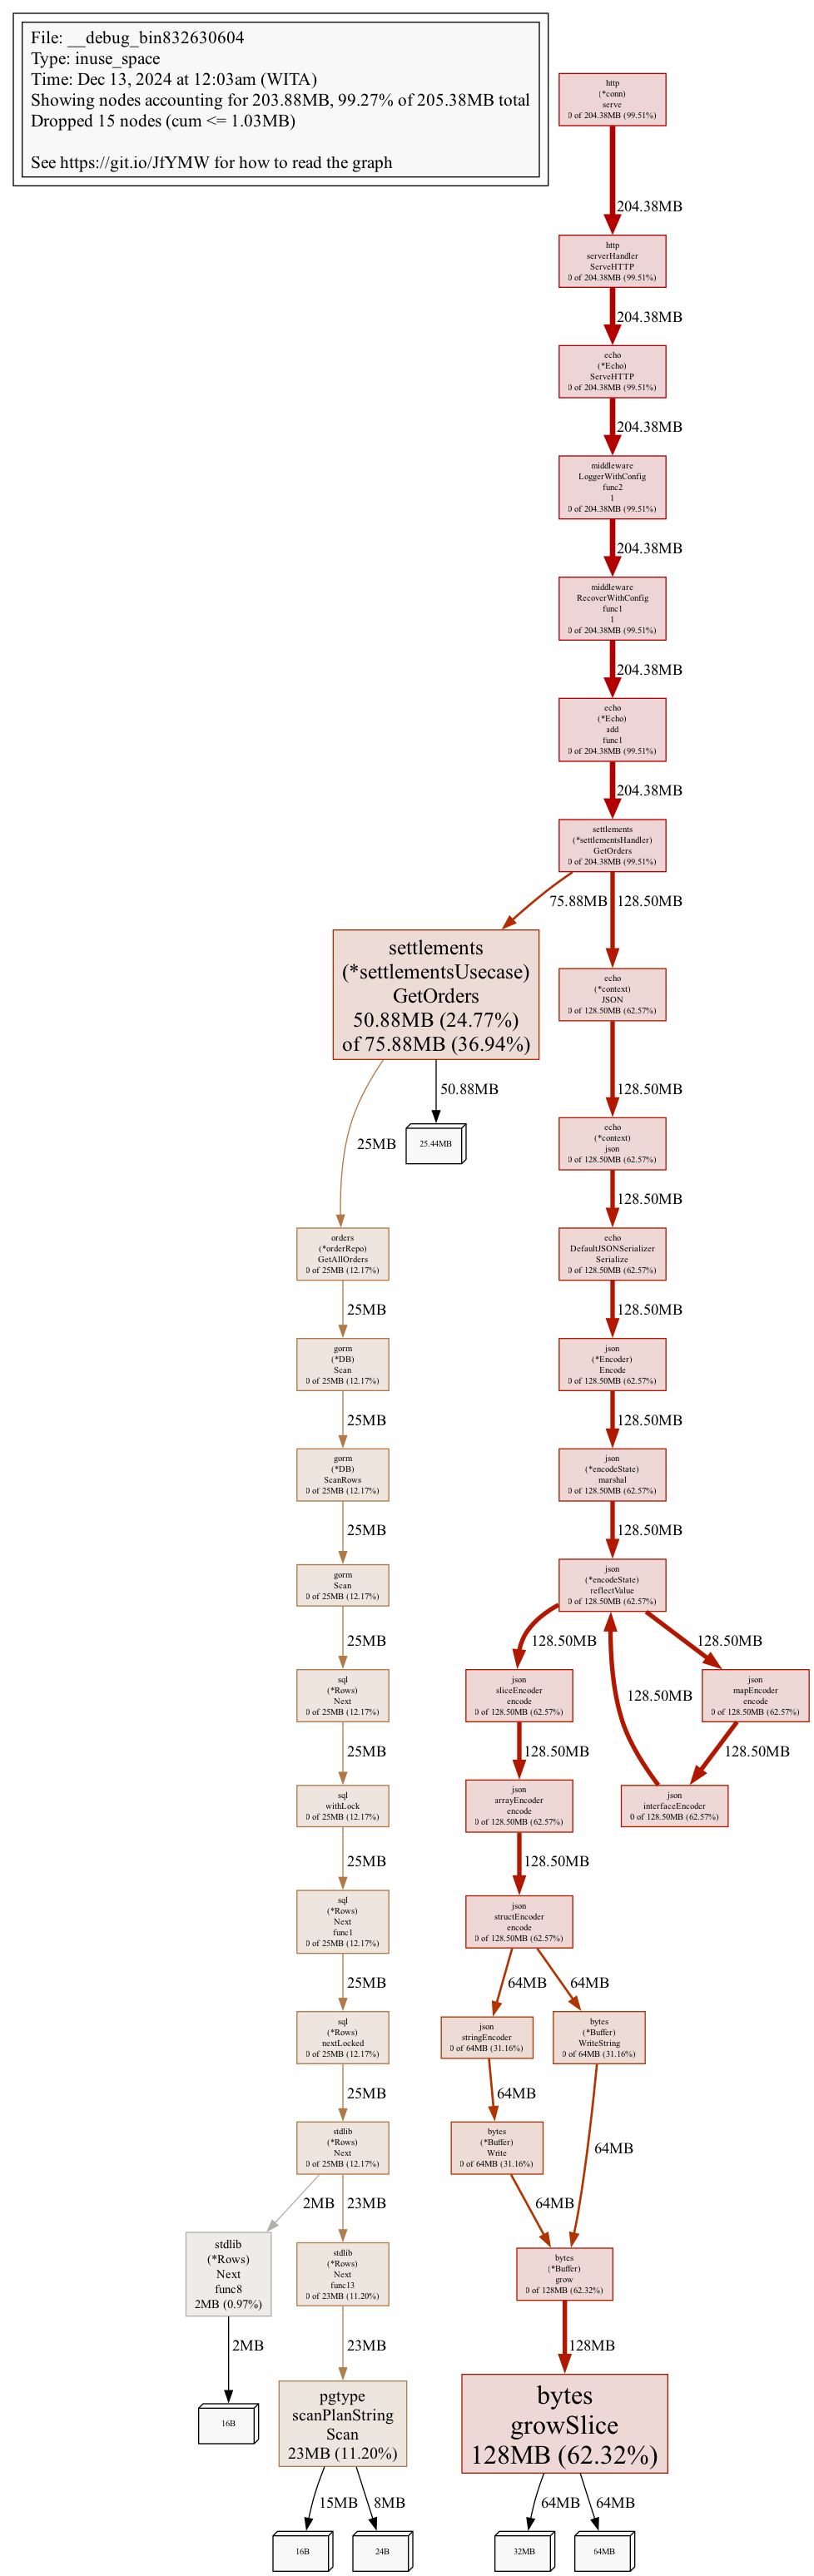 File: __debug_bin832630604
Type: inuse_space
Time: Dec 13, 2024 at 12:03am (WITA)
Showing nodes accounting for 203.88MB, 99.27% of 205.38MB total
Dropped 15 nodes (cum <= 1.03MB)
See https://git.io/JfYMW for how to read the graph
http
(*conn)
serve
0 of 204.38MB (99.51%)
204.38MB
http
serverHandler
ServeHTTP
0 of 204.38MB (99.51%)
204.38MB
echo
(*Echo)
ServeHTTP
0 of 204.38MB (99.51%)
204.38MB
middleware
LoggerWithConfig
func2
1
0 of 204.38MB (99.51%)
204.38MB
middleware
RecoverWithConfig
func1
1
0 of 204.38MB (99.51%)
204.38MB
echo
(*Echo)
add
func1
0 of 204.38MB (99.51%)
204.38MB
settlements
(*settlementsHandler)
GetOrders
0 of 204.38MB (99.51%)
75.88MB
128.50MB
settlements
(*settlementsUsecase)
GetOrders
50.88MB (24.77%)
of 75.88MB (36.94%)
echo
(*context)
JSON
0 of 128.50MB (62.57%)
50.88MB
128.50MB
25MB
25.44MB
echo
(*context)
json
0 of 128.50MB (62.57%)
128.50MB
orders
(*orderRepo)
GetAllOrders
0 of 25MB (12.17%)
echo
DefaultJSONSerializer
Serialize
0 of 128.50MB (62.57%)
25MB
128.50MB
gorm
(*DB)
Scan
0 of 25MB (12.17%)
json
(*Encoder)
Encode
0 of 128.50MB (62.57%)
25MB
128.50MB
gorm
(*DB)
ScanRows
0 of 25MB (12.17%)
json
(*encodeState)
marshal
0 of 128.50MB (62.57%)
25MB
128.50MB
gorm
Scan
0 of 25MB (12.17%)
json
(*encodeState)
reflectValue
0 of 128.50MB (62.57%)
25MB
128.50MB
128.50MB
sql
(*Rows)
Next
0 of 25MB (12.17%)
json
sliceEncoder
encode
0 of 128.50MB (62.57%)
128.50MB
json
mapEncoder
encode
0 of 128.50MB (62.57%)
25MB
128.50MB
128.50MB
sql
withLock
0 of 25MB (12.17%)
json
arrayEncoder
encode
0 of 128.50MB (62.57%)
json
interfaceEncoder
0 of 128.50MB (62.57%)
25MB
128.50MB
sql
(*Rows)
Next
func1
0 of 25MB (12.17%)
json
structEncoder
encode
0 of 128.50MB (62.57%)
25MB
64MB
64MB
sql
(*Rows)
nextLocked
0 of 25MB (12.17%)
json
stringEncoder
0 of 64MB (31.16%)
bytes
(*Buffer)
WriteString
0 of 64MB (31.16%)
25MB
64MB
stdlib
(*Rows)
Next
0 of 25MB (12.17%)
bytes
(*Buffer)
Write
0 of 64MB (31.16%)
64MB
2MB
23MB
64MB
stdlib
(*Rows)
Next
func8
2MB (0.97%)
stdlib
(*Rows)
Next
func13
0 of 23MB (11.20%)
bytes
(*Buffer)
grow
0 of 128MB (62.32%)
2MB
23MB
128MB
16B
pgtype
scanPlanString
Scan
23MB (11.20%)
bytes
growSlice
128MB (62.32%)
15MB
8MB
64MB
64MB
16B
24B
32MB
64MB